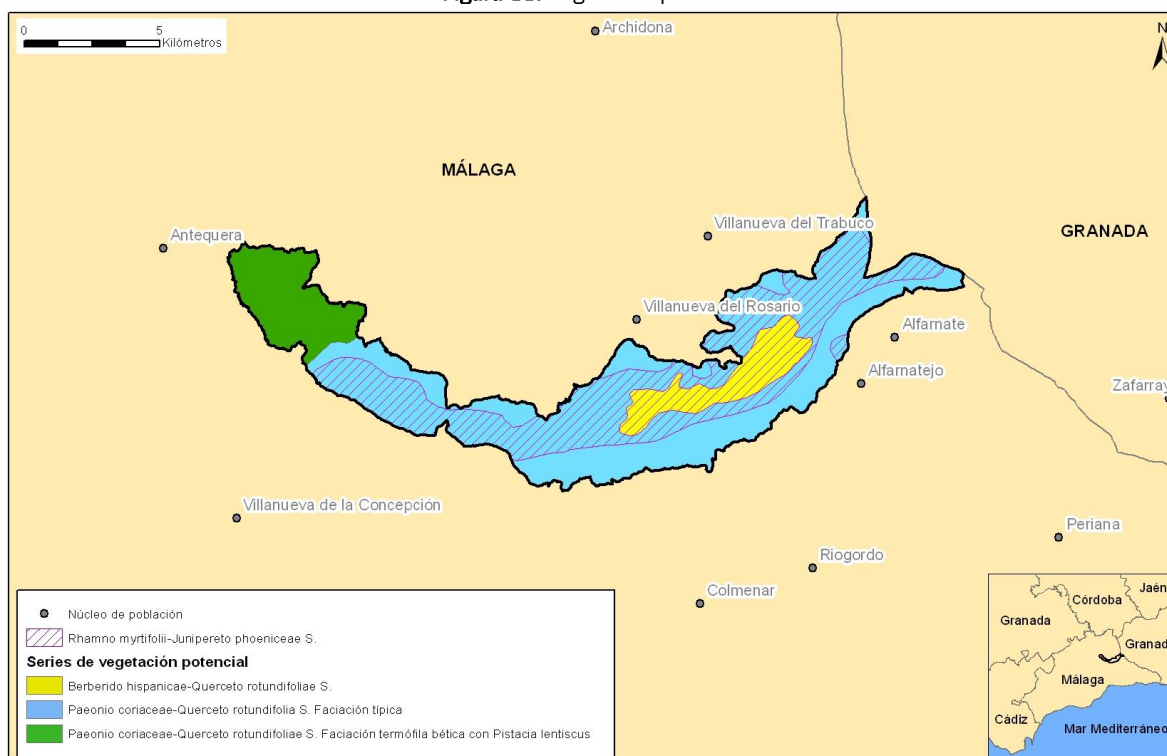 0 5
Kilómetros
Archidona
N
MÁLAGA
Villanueva del Trabuco
GRANADA
Antequera
Villanueva del Rosario
Alfarnate
Alfarnatejo
Villanueva de la Concepción
Periana
Riogordo
Colmenar
Núcleo de población
Rhamno myrtifolii-Junipereto phoeniceae S.
Series de vegetación potencial
Berberido hispanicae-Querceto rotundifoliae S.
Paeonio coriaceae-Querceto rotundifolia S. Faciación típica
Paeonio coriaceae-Querceto rotundifoliae S. Faciación termófila bética con Pistacia lentiscus
Jaén
Córdoba
Granada
Málaga
Cádiz
Mar Mediterráneo